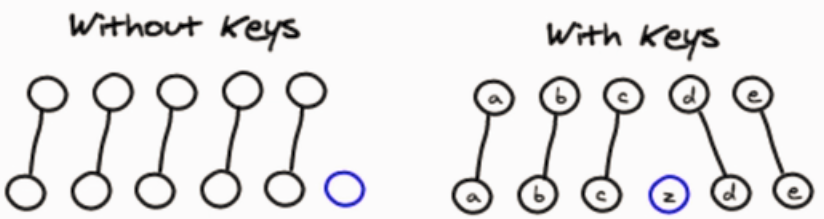 Without Keys
With Keys
a b c d e
a b c z d e